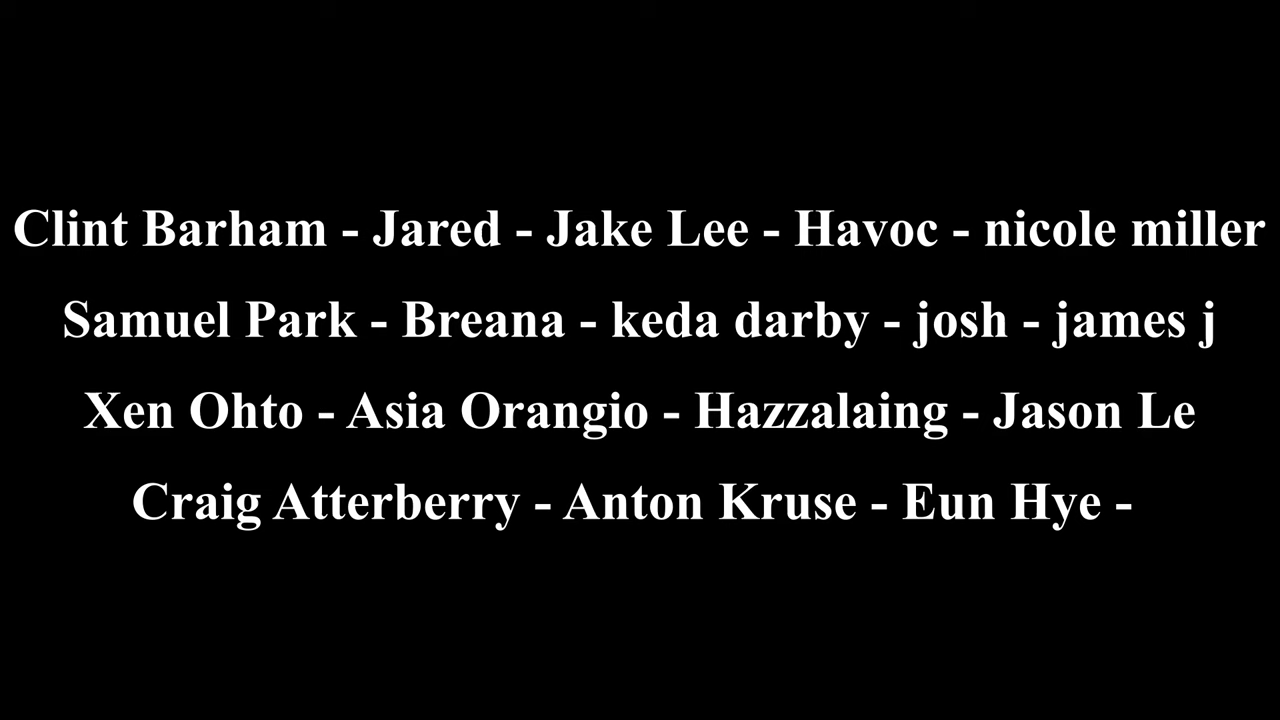 Clint Barham - Jared - Jake Lee - Havoc - nicole miller
Samuel Park - Breana - keda darby - josh - james j
Xen Ohto - Asia Orangio - Hazzalaing - Jason Le
Craig Atterberry - Anton Kruse - Eun Hye -